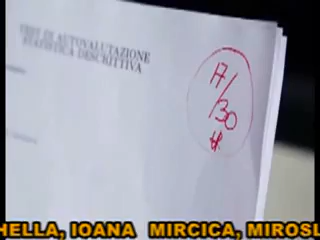 TEST DI AUTOVALUTAZIONE
STATISTICA DESCRITTIVA
17/30
HELLA, IOANA MIRCICA, MIROSL